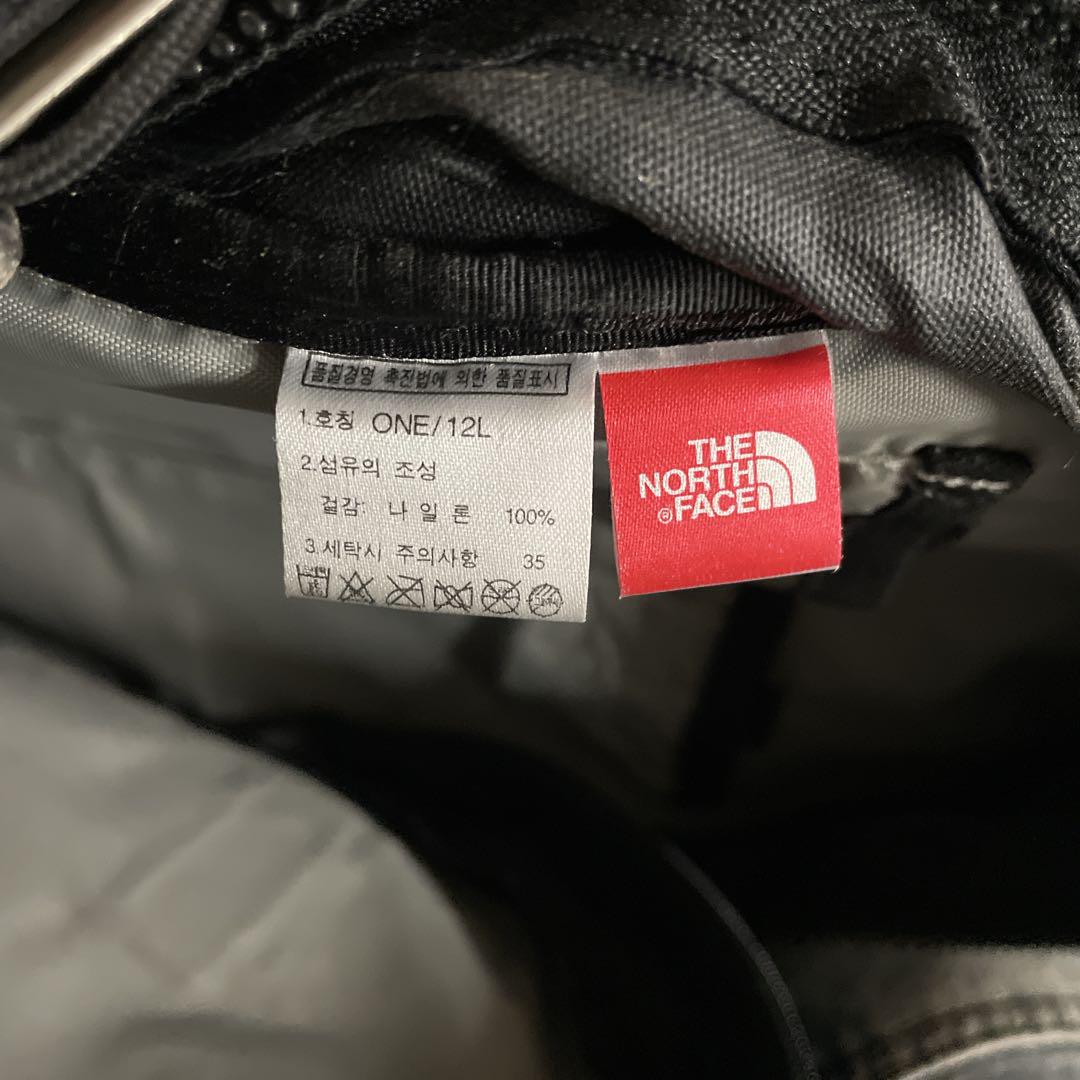 품질경영 촉진법에 의한 품질표시
1.호칭 ONE/12L
2.섬유의 조성
겉감: 나 일 론 100%
3.세탁시 주의사항 35
THE
NORTH
®FACE